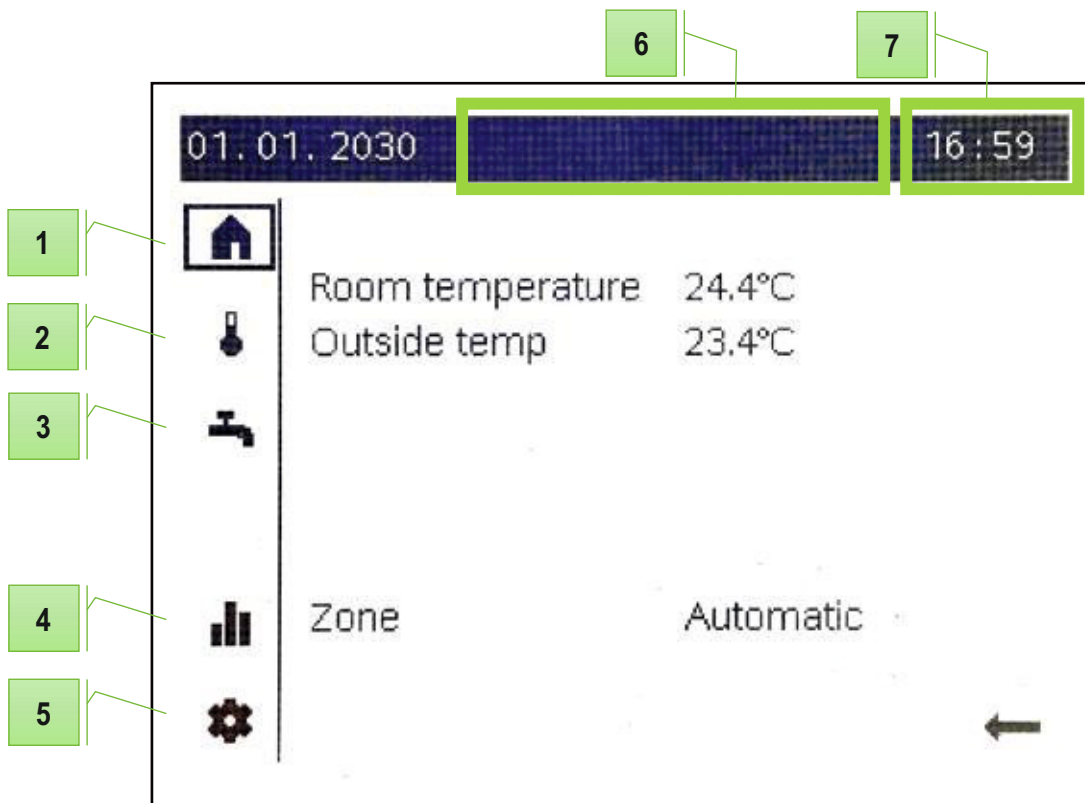 6 7
01.01.2030 16:59
1
Room temperature 24.4°C
2 Outside temp 23.4°C
3
4 Zone Automatic
5